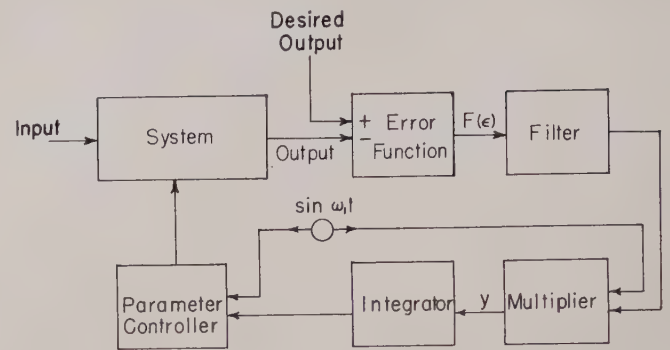 Desired
Output
Input
System
Output
+
−
Error
Function
F(ϵ)
Filter
sin ω₁t
Parameter
Controller
Integrator
y
Multiplier